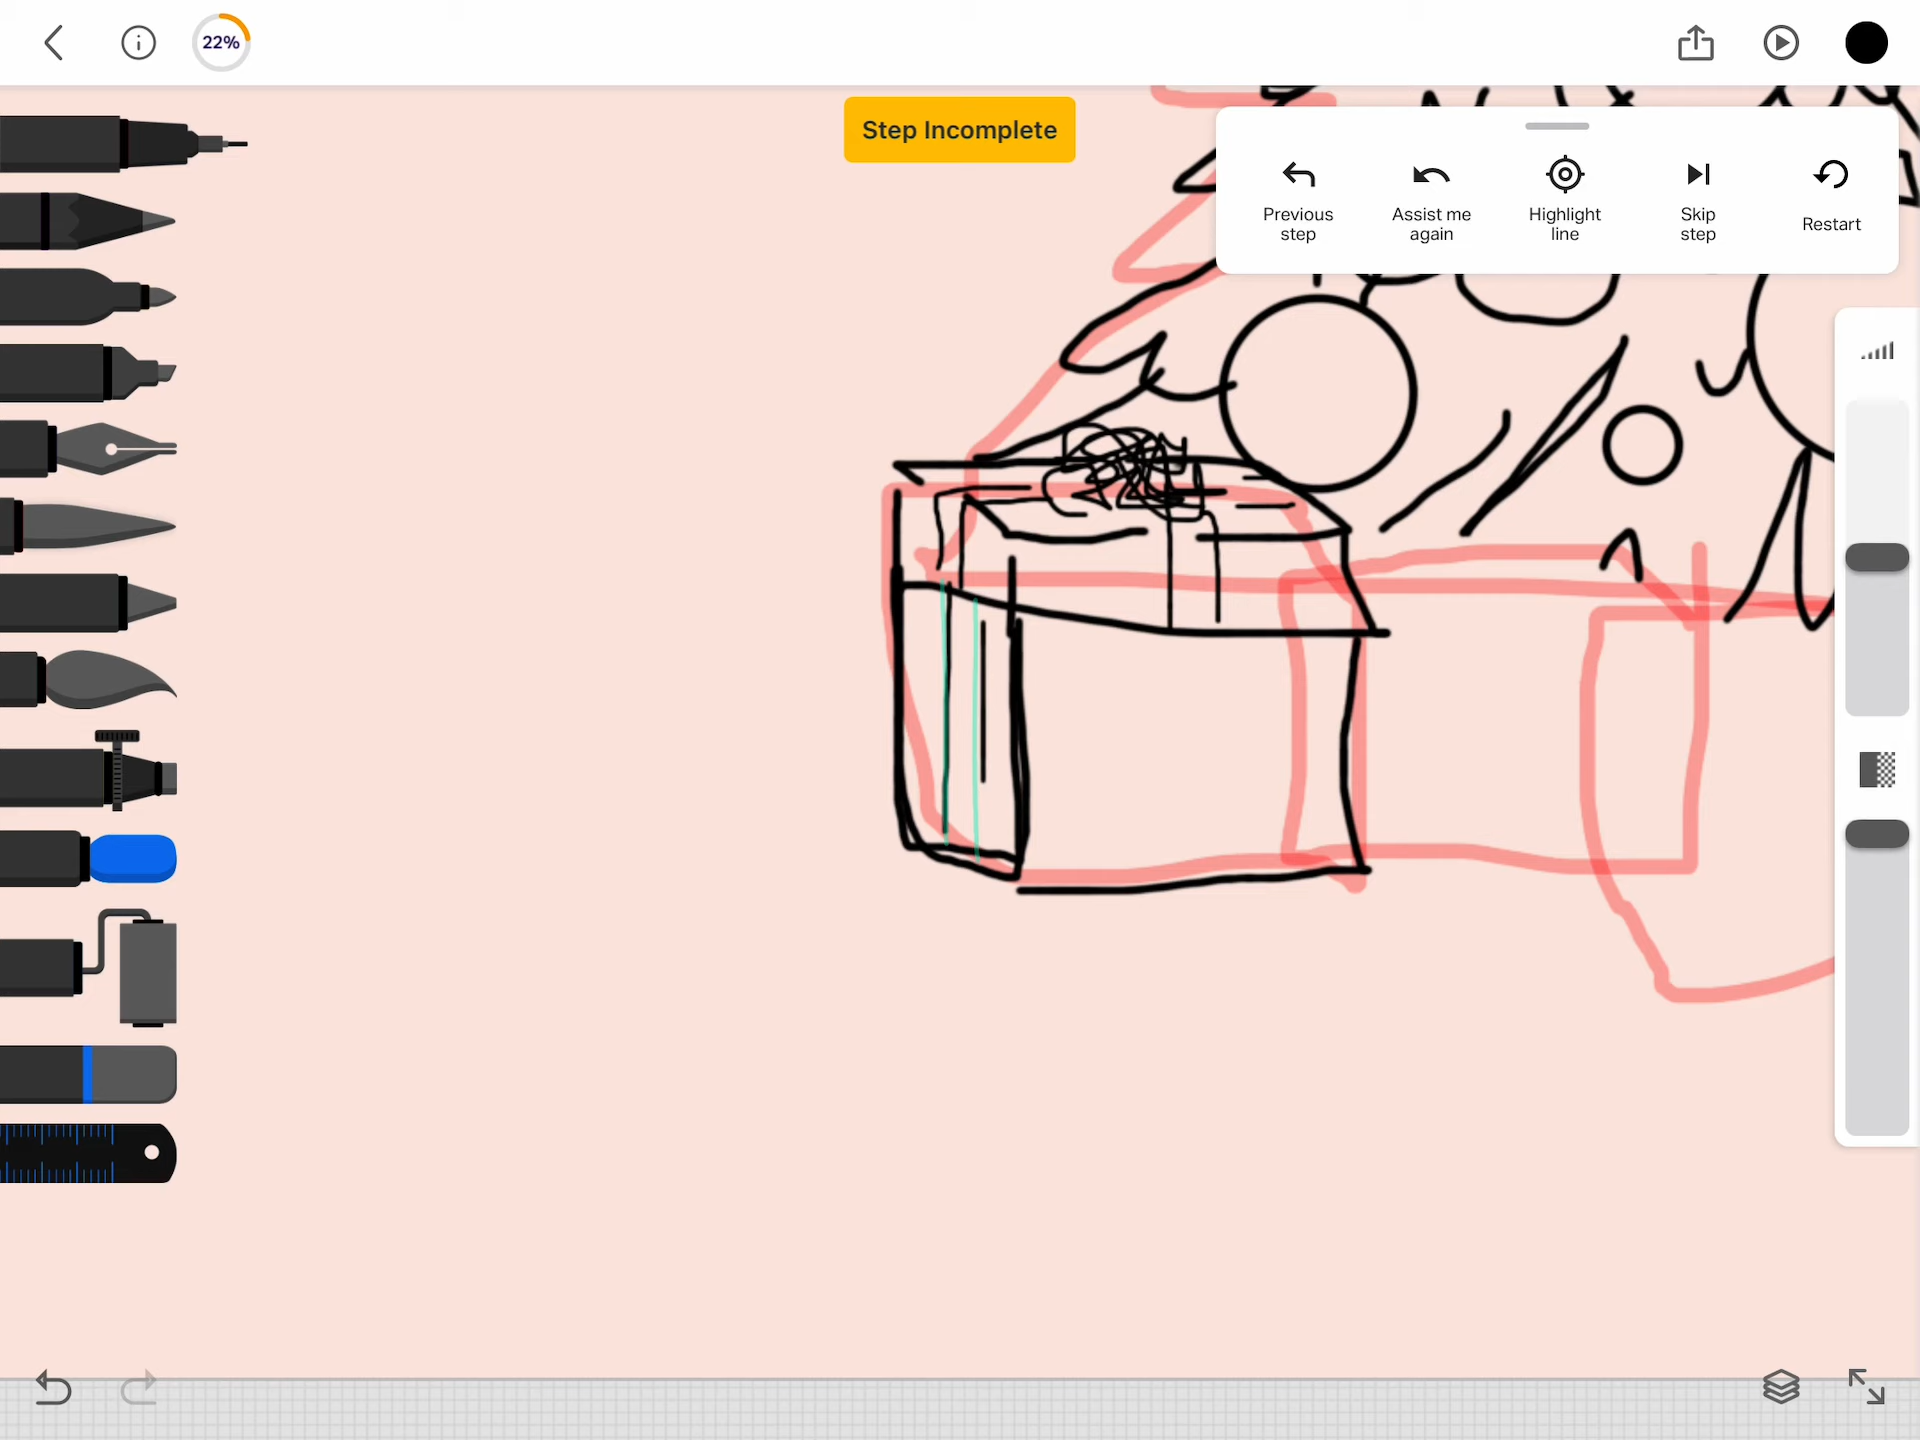 22%
Step Incomplete
Previous
step
Assist me
again
Highlight
line
Skip
step
Restart